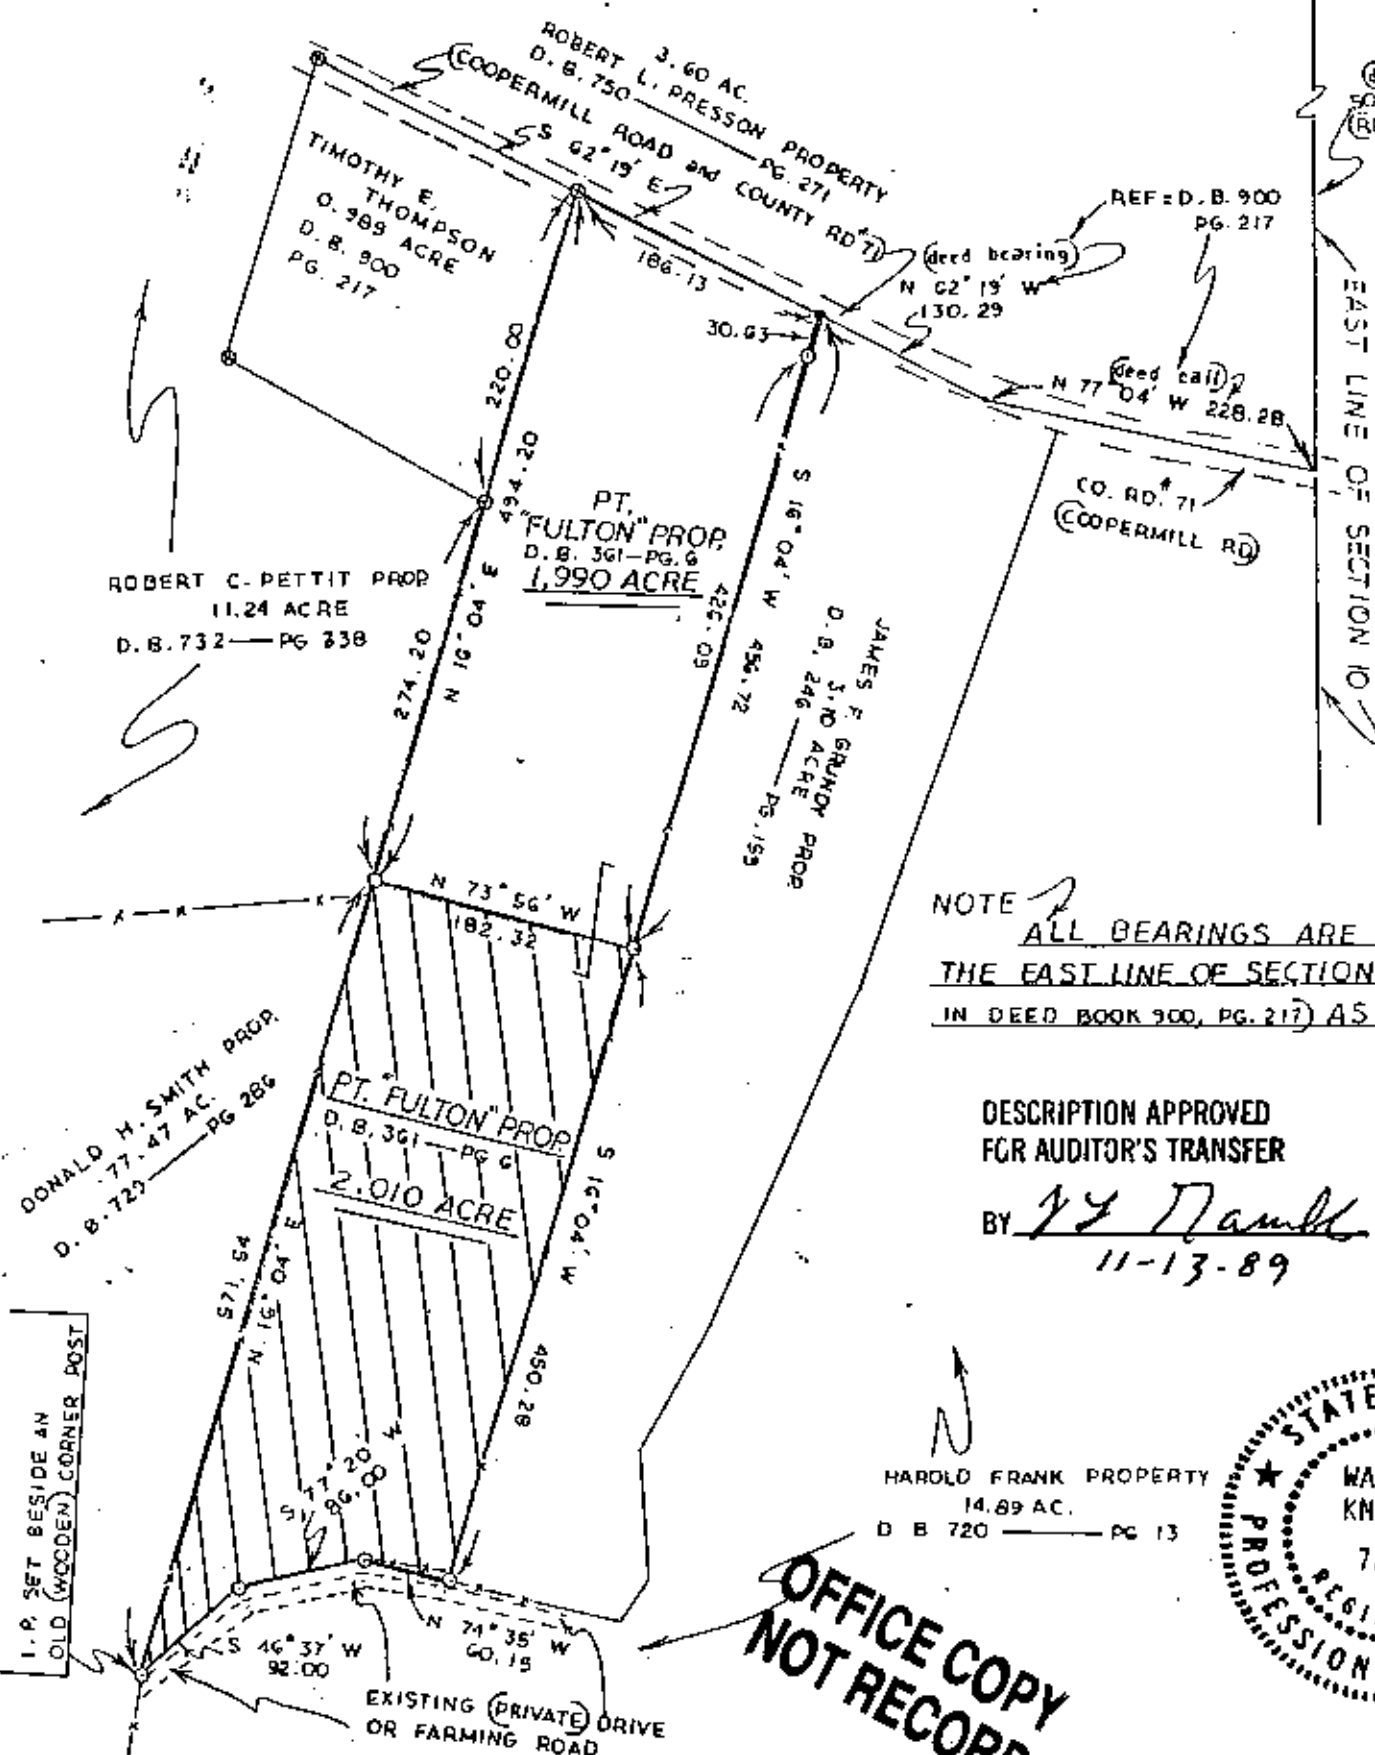 3.60 AC.
ROBERT L. PRESSON PROPERTY
D.B. 750 — PG. 271
(COOPERMILL ROAD and COUNTY RD #71)
S 62° 19' E
186.13
TIMOTHY E.
THOMPSON
0.989 ACRE
D.B. 900
PG. 217
REF: D.B. 900
PG. 217
(deed bearing)
N 62° 19' W
130.29
30.63
(deed call)
N 77° 04' W 228.28
CO. RD. # 71
(COOPERMILL RD)
EAST LINE OF SECTION 10
220.00
494.20
N 16° 04' E
274.20
PT.
"FULTON" PROP.
D.B. 361—PG. 6
1.990 ACRE
S 16° 04' W 456.72
426.09
JAMES F. GRUNDY PROP.
3.10 ACRE
D.B. 246 — PG. 159
ROBERT C. PETTIT PROP.
11.24 ACRE
D.B. 732 — PG 338
N 73° 56' W
182.32
NOTE
ALL BEARINGS ARE
THE EAST LINE OF SECTION
IN DEED BOOK 900, PG. 217) AS
DESCRIPTION APPROVED
FOR AUDITOR'S TRANSFER
BY
11-13-89
DONALD H. SMITH PROP.
77.47 AC.
D.B. 729 — PG 286
PT. "FULTON" PROP.
D.B. 361 — PG 6
2.010 ACRE
571.54
N. 16° 04' E
S 16° 04' W
450.28
I.P. SET BESIDE AN
OLD (WOODEN) CORNER POST
S 77° 20' W
86.00
S 46° 37' W
92.00
N 74° 35' W
60.15
EXISTING (PRIVATE) DRIVE
OR FARMING ROAD
HAROLD FRANK PROPERTY
14.89 AC.
D B 720 — PG 13
OFFICE COPY
NOT RECORD
STATE
WA
KN
PROFESSION